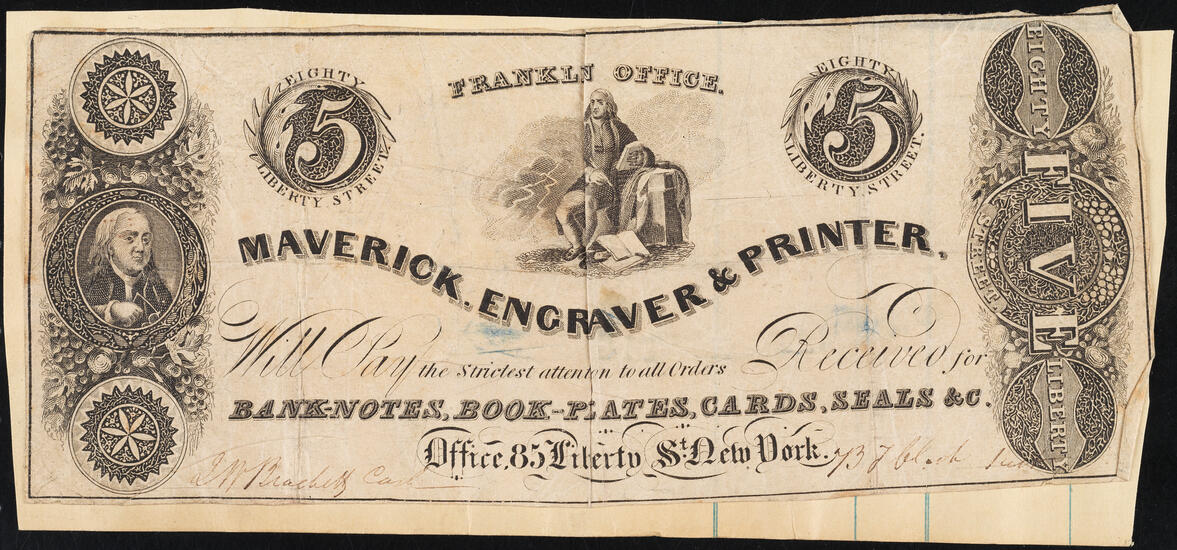 FRANKLN OFFICE.
EIGHTY
5
LIBERTY STREET.
EIGHTY
5
LIBERTY STREET.
MAVERICK. ENGRAVER & PRINTER,
Will Pay the Strictest attention to all Orders Received for
BANK-NOTES, BOOK-PLATES, CARDS, SEALS &C.
Office, 85 Liberty St. New York.
EIGHTY
FIVE
STREET
LIBERTY